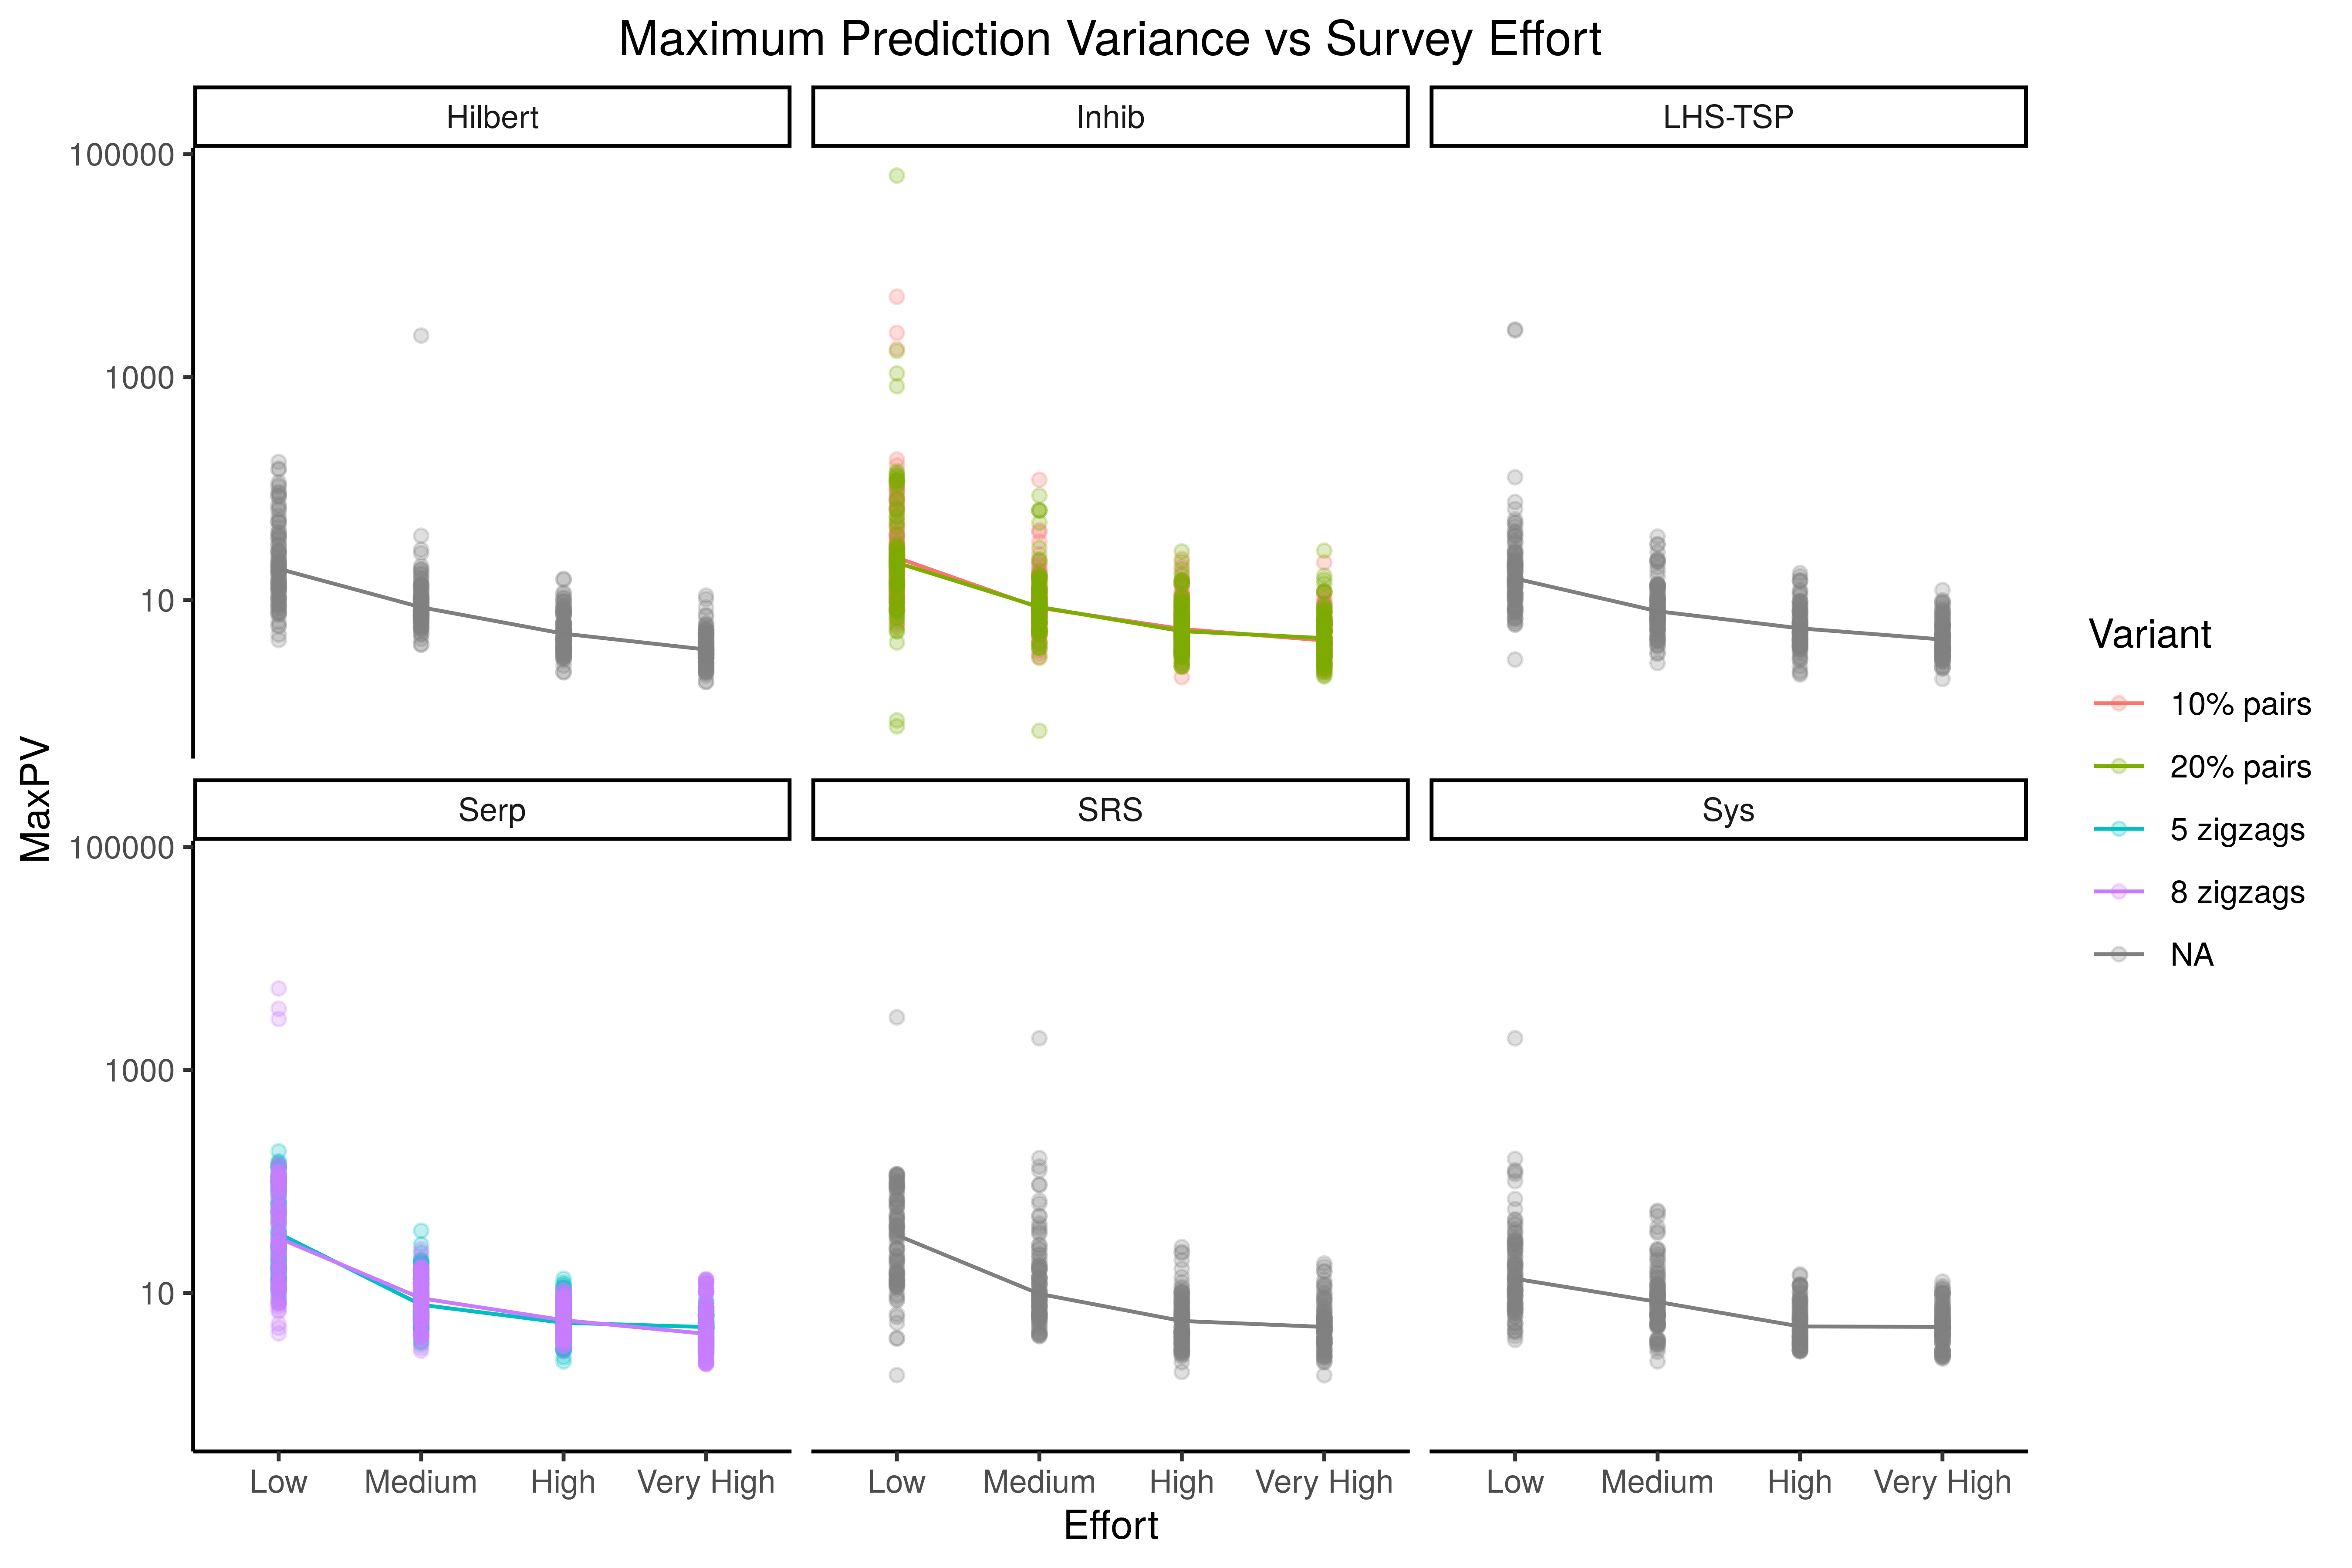 Maximum Prediction Variance vs Survey Effort
Hilbert
Inhib
LHS-TSP
100000
1000
10
Serp
SRS
Sys
100000
1000
10
MaxPV
Low
Medium
High
Very High
Low
Medium
High
Very High
Low
Medium
High
Very High
Effort
Variant
10% pairs
20% pairs
5 zigzags
8 zigzags
NA